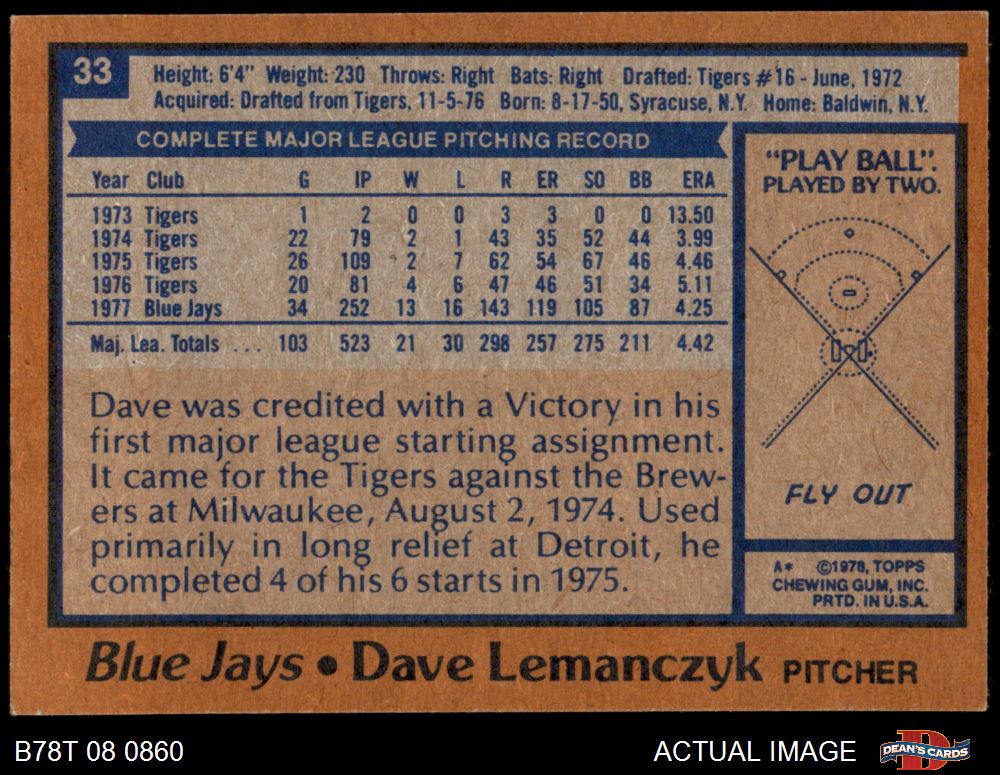 33
Height: 6'4" Weight: 230 Throws: Right Bats: Right Drafted: Tigers #16 - June, 1972
Acquired: Drafted from Tigers, 11-5-76 Born: 8-17-50, Syracuse, N.Y. Home: Baldwin, N.Y.
COMPLETE MAJOR LEAGUE PITCHING RECORD
Year Club G IP W L R ER SO BB ERA
1973 Tigers 1 2 0 0 3 3 0 0 13.50
1974 Tigers 22 79 2 1 43 35 52 44 3.99
1975 Tigers 26 109 2 7 62 54 67 46 4.46
1976 Tigers 20 81 4 6 47 46 51 34 5.11
1977 Blue Jays 34 252 13 16 143 119 105 87 4.25
Maj. Lea. Totals ... 103 523 21 30 298 257 275 211 4.42
Dave was credited with a Victory in his
first major league starting assignment.
It came for the Tigers against the Brew-
ers at Milwaukee, August 2, 1974. Used
primarily in long relief at Detroit, he
completed 4 of his 6 starts in 1975.
"PLAY BALL".
PLAYED BY TWO.
FLY OUT
A* ©1978, TOPPS
CHEWING GUM, INC.
PRTD. IN U.S.A.
Blue Jays • Dave Lemanczyk PITCHER
B78T 08 0860
ACTUAL IMAGE
D
DEAN'S CARDS